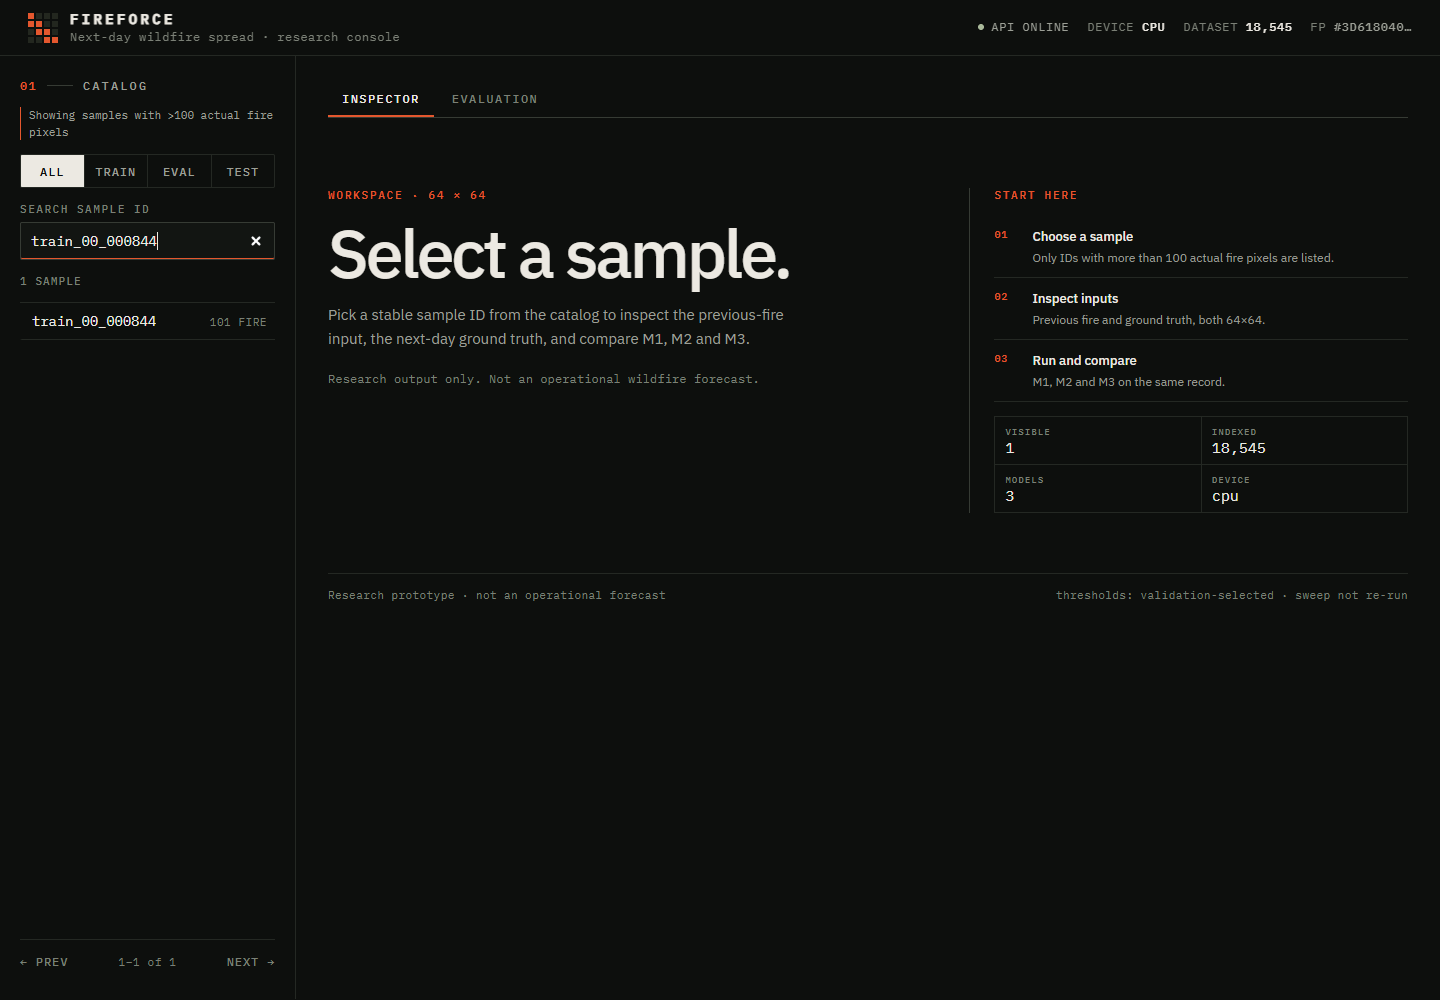 FIREFORCE
Next-day wildfire spread · research console
API ONLINE DEVICE CPU DATASET 18,545 FP #3D618040…
01 CATALOG
Showing samples with >100 actual fire
pixels
ALL TRAIN EVAL TEST
SEARCH SAMPLE ID
train_00_000844 ×
1 SAMPLE
train_00_000844 101 FIRE
← PREV 1–1 of 1 NEXT →
INSPECTOR EVALUATION
WORKSPACE · 64 × 64
Select a sample.
Pick a stable sample ID from the catalog to inspect the previous-fire
input, the next-day ground truth, and compare M1, M2 and M3.
Research output only. Not an operational wildfire forecast.
START HERE
01 Choose a sample
Only IDs with more than 100 actual fire pixels are listed.
02 Inspect inputs
Previous fire and ground truth, both 64×64.
03 Run and compare
M1, M2 and M3 on the same record.
VISIBLE INDEXED
1 18,545
MODELS DEVICE
3 cpu
Research prototype · not an operational forecast
thresholds: validation-selected · sweep not re-run